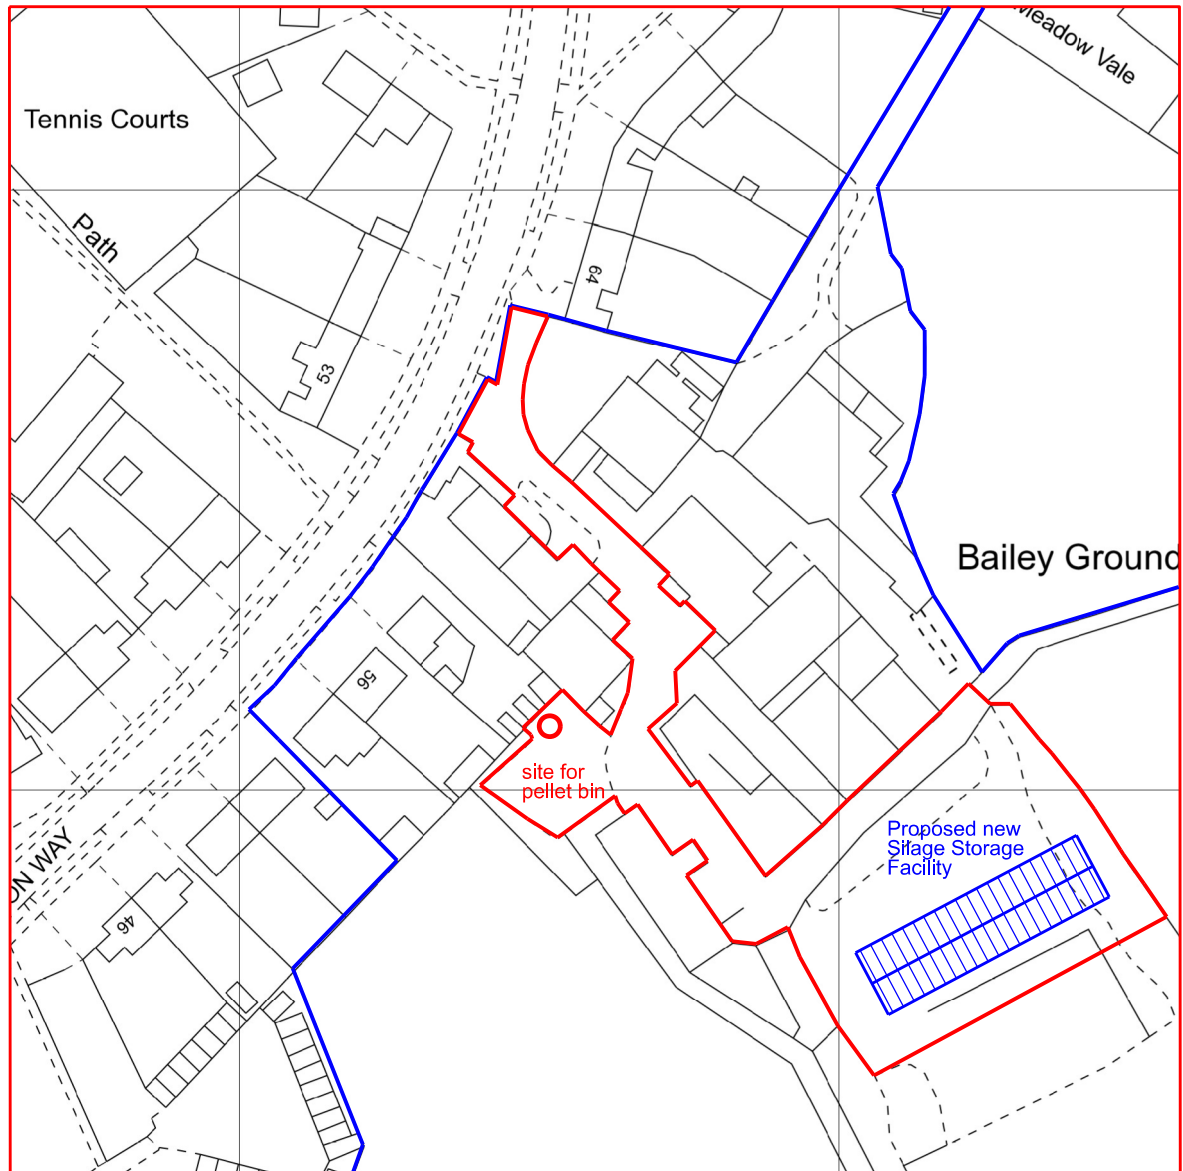 Meadow Vale
Tennis Courts
Path
64
53
Bailey Ground
56
site for
pellet bin
Proposed new
Silage Storage
Facility
ON WAY
46